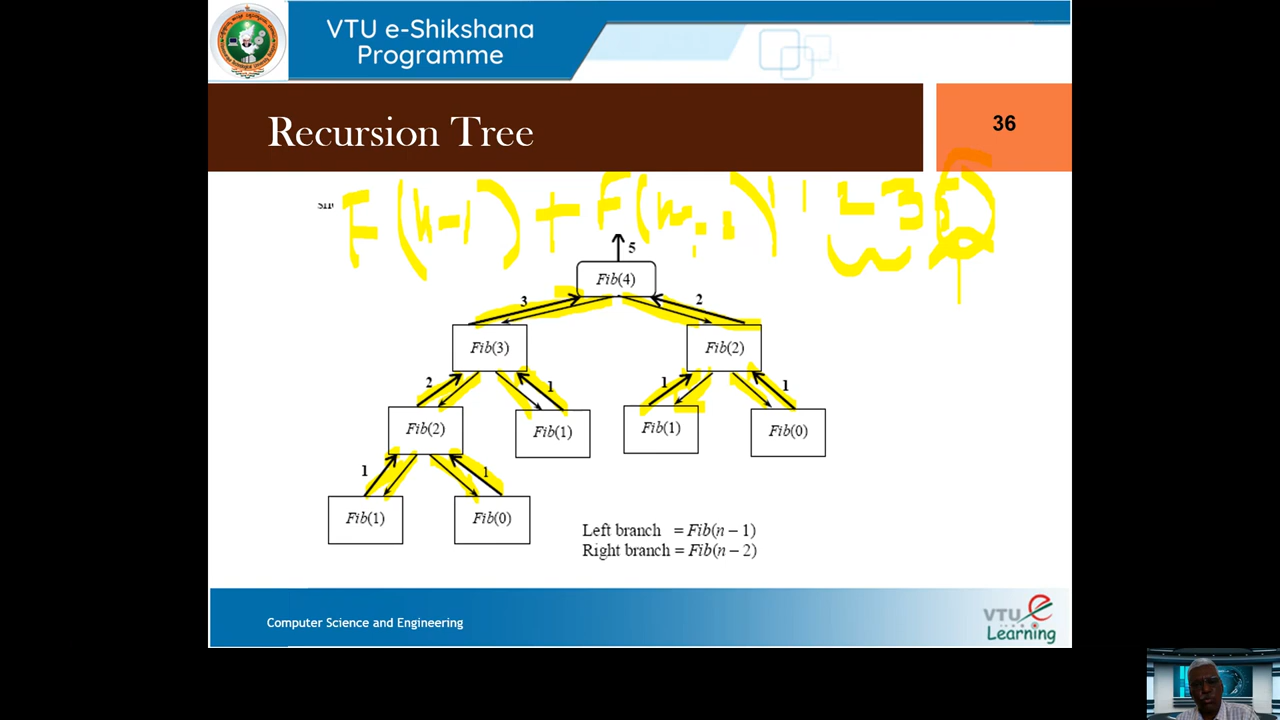 VTU e-Shikshana
Programme
Recursion Tree
36
F(n-1) + F(n-2)
5
Fib(4)
3
2
Fib(3)
Fib(2)
2
1
1
1
Fib(2)
Fib(1)
Fib(1)
Fib(0)
1
1
Fib(1)
Fib(0)
Left branch = Fib(n – 1)
Right branch = Fib(n – 2)
Computer Science and Engineering
VTU e
Learning